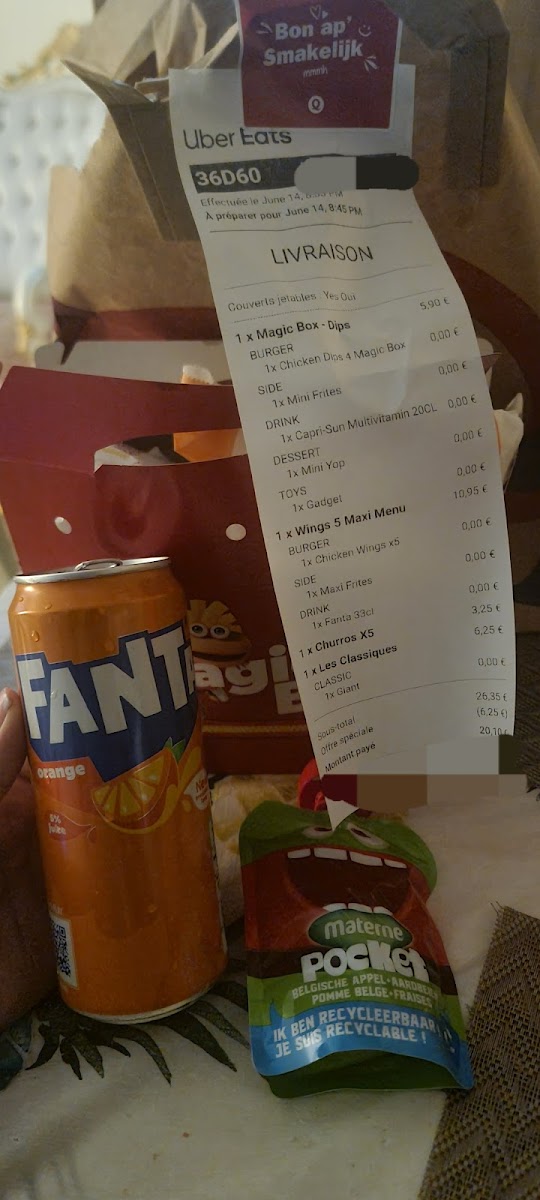 Bon ap'
Smakelijk
mmmh
Q
Uber Eats
36D60
Effectuée le June 14, PM
À préparer pour June 14, 8:45 PM
LIVRAISON
Couverts jetables : Yes Oui
1 x Magic Box - Dips 5,90 €
BURGER
1x Chicken Dips 4 Magic Box 0,00 €
SIDE
1x Mini Frites 0,00 €
DRINK
1x Capri-Sun Multivitamin 20CL 0,00 €
DESSERT
1x Mini Yop 0,00 €
TOYS
1x Gadget 0,00 €
1 x Wings 5 Maxi Menu 10,95 €
BURGER
1x Chicken Wings x5 0,00 €
SIDE
1x Maxi Frites 0,00 €
DRINK
1x Fanta 33cl 0,00 €
1 x Churros X5 3,25 €
1 x Les Classiques 6,25 €
CLASSIC
1x Giant 0,00 €
Sous-total 26,35 €
Offre spéciale (6,25 €)
Montant payé 20,10 €
agi
FANTA
orange
materne
POCKET
BELGISCHE APPEL•AARDBEI
POMME BELGE•FRAISES
IK BEN RECYCLEERBAAR !
JE SUIS RECYCLABLE !